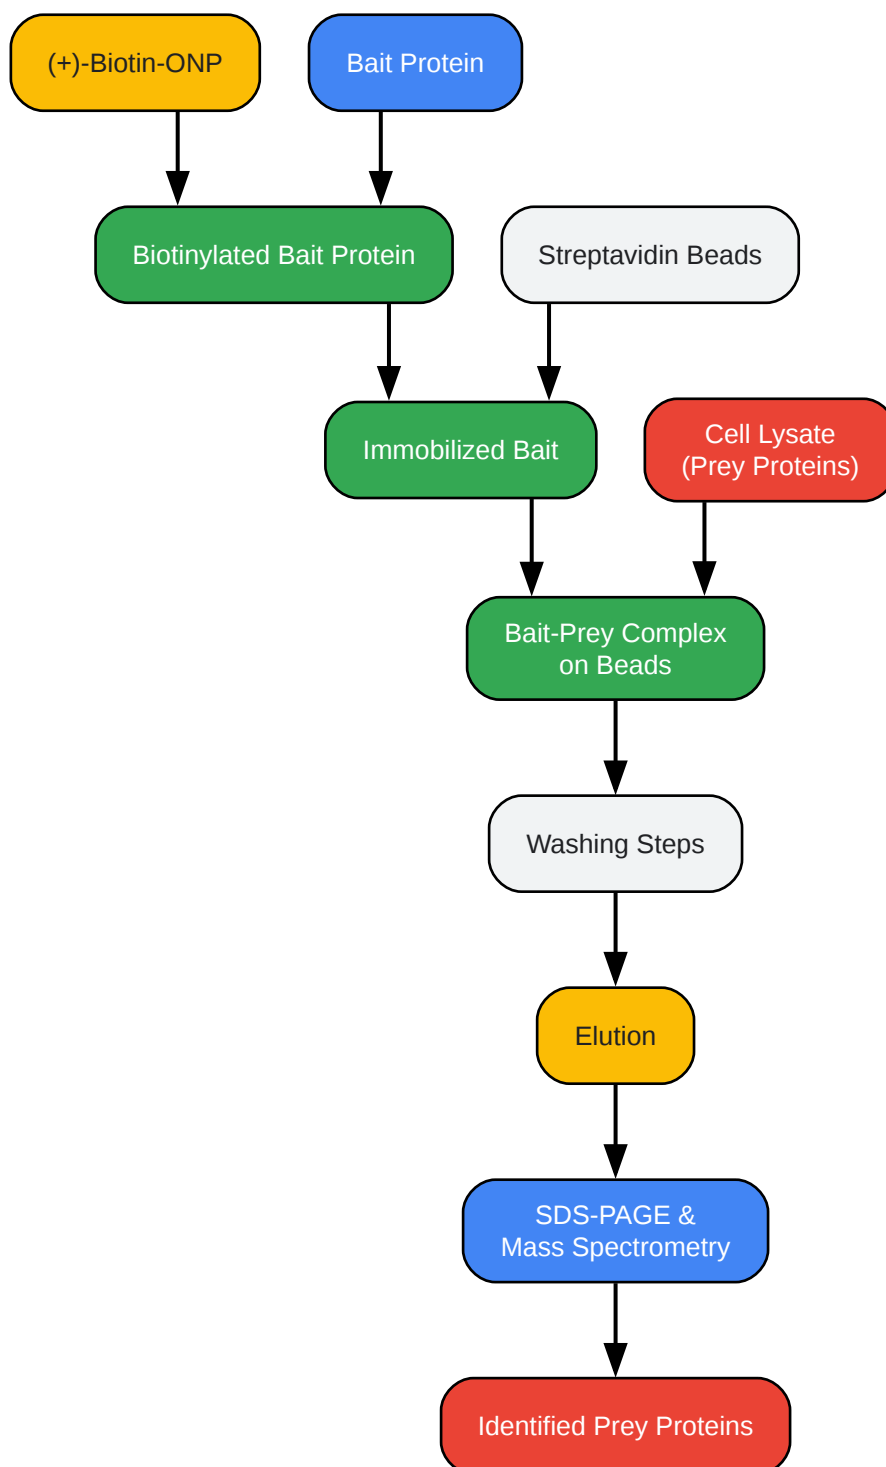 (+)-Biotin-ONP
Bait Protein
Biotinylated Bait Protein
Streptavidin Beads
Immobilized Bait
Cell Lysate
(Prey Proteins)
Bait-Prey Complex
on Beads
Washing Steps
Elution
SDS-PAGE &
Mass Spectrometry
Identified Prey Proteins